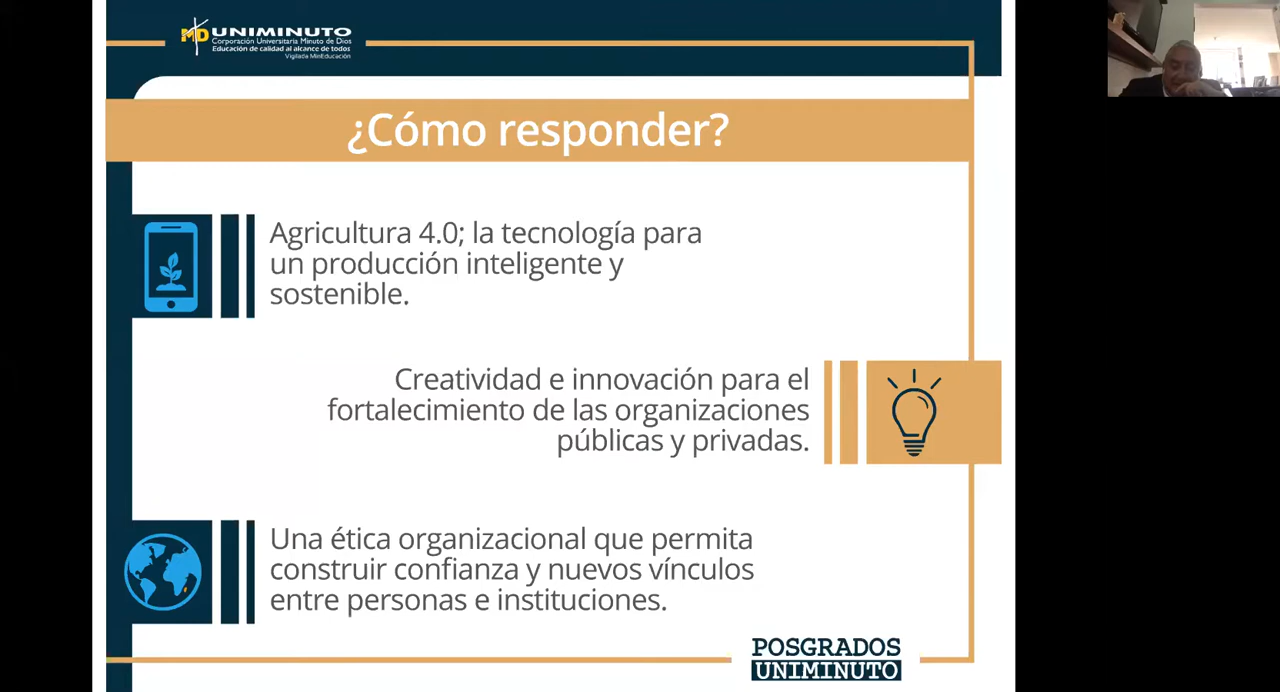 MD UNIMINUTO
Corporación Universitaria Minuto de Dios
Educación de calidad al alcance de todos
Vigilada MinEducación
¿Cómo responder?
Agricultura 4.0; la tecnología para
un producción inteligente y
sostenible.
Creatividad e innovación para el
fortalecimiento de las organizaciones
públicas y privadas.
Una ética organizacional que permita
construir confianza y nuevos vínculos
entre personas e instituciones.
POSGRADOS
UNIMINUTO